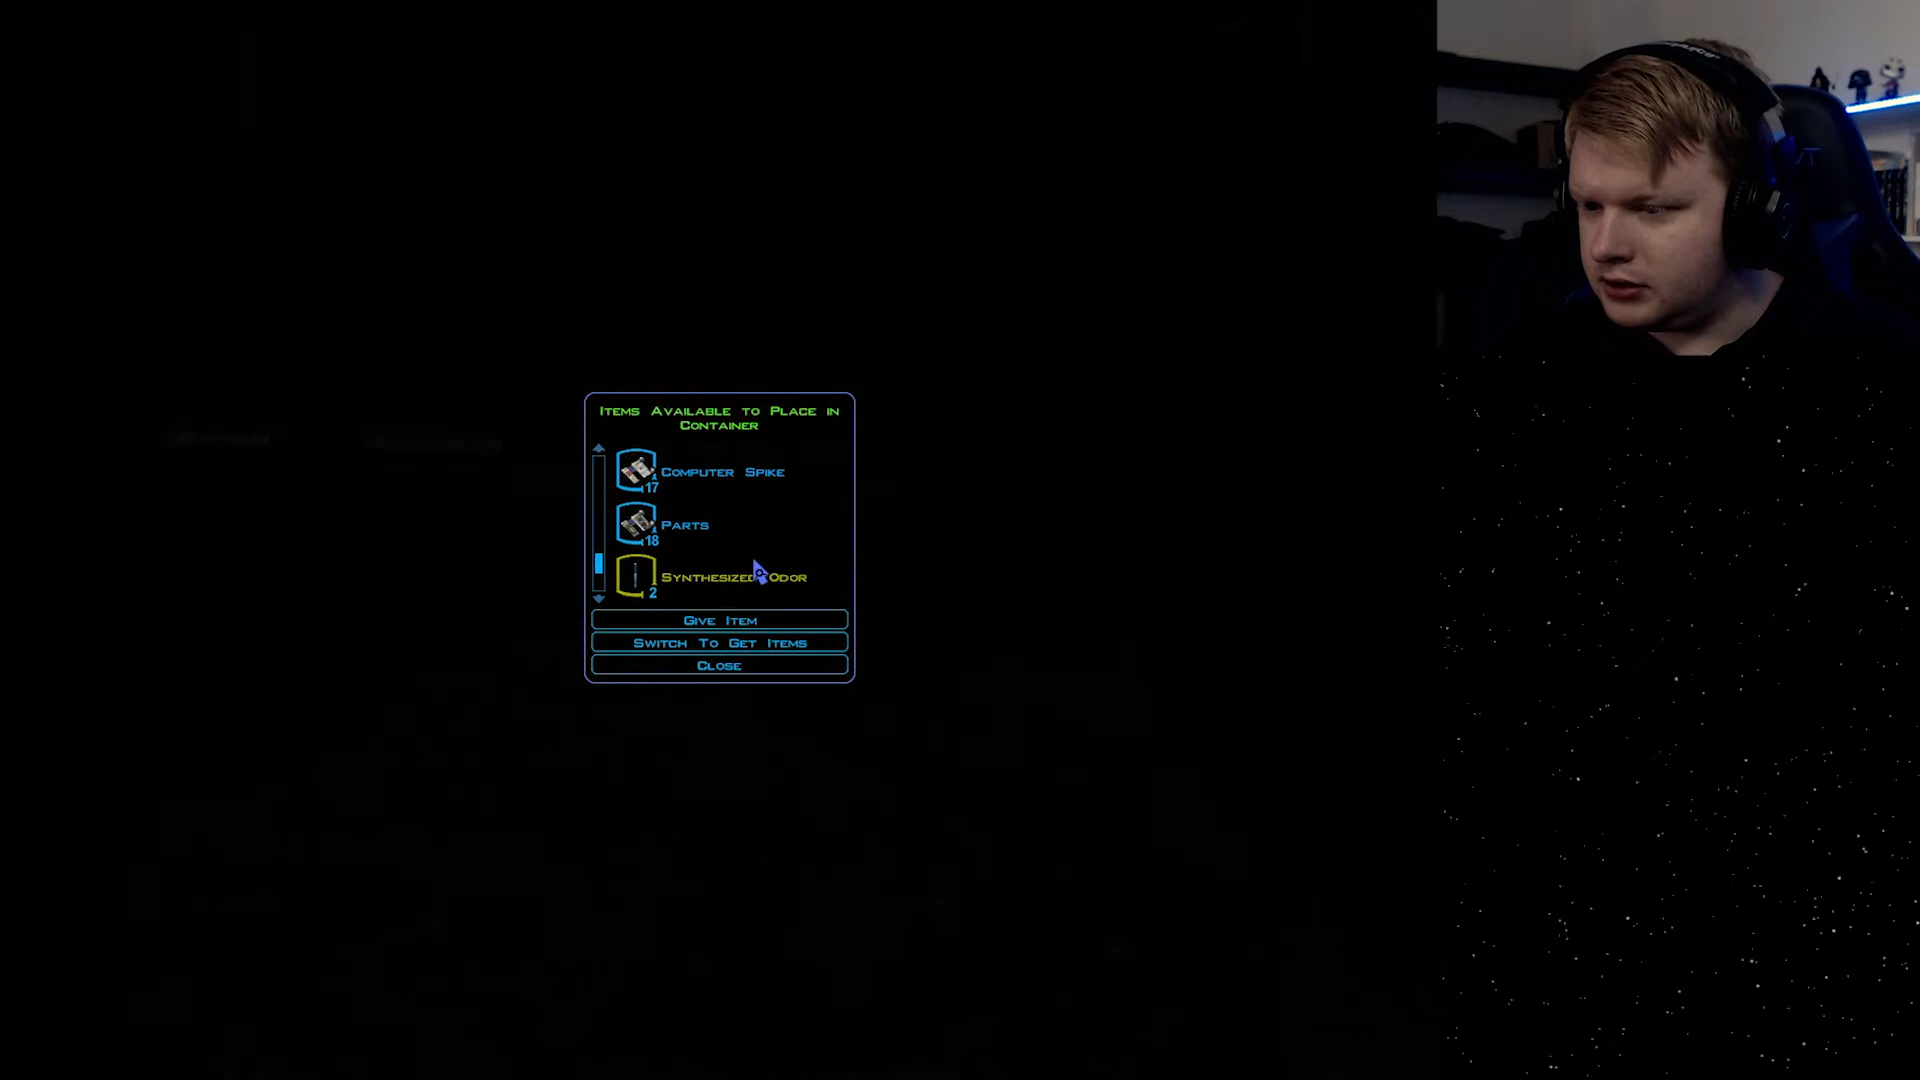 Items Available to Place in
Container
Computer Spike
17
Parts
18
Synthesized Odor
2
Give Item
Switch To Get Items
Close